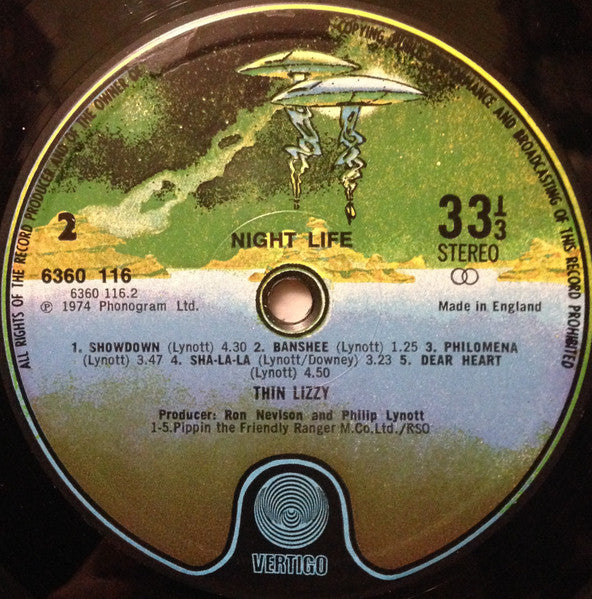 ALL RIGHTS OF THE RECORD PRODUCER AND OF THE OWNER OF
COPYING, PUBLIC PERFORMANCE AND BROADCASTING OF THIS RECORD PROHIBITED
2
NIGHT LIFE
33⅓
STEREO
6360 116
6360 116.2
℗ 1974 Phonogram Ltd.
Made in England
1. SHOWDOWN (Lynott) 4.30 2. BANSHEE (Lynott) 1.25 3. PHILOMENA
(Lynott) 3.47 4. SHA-LA-LA (Lynott/Downey) 3.23 5. DEAR HEART
(Lynott) 4.50
THIN LIZZY
Producer: Ron Nevison and Philip Lynott
1-5.Pippin the Friendly Ranger M.Co.Ltd./RSO
VERTIGO